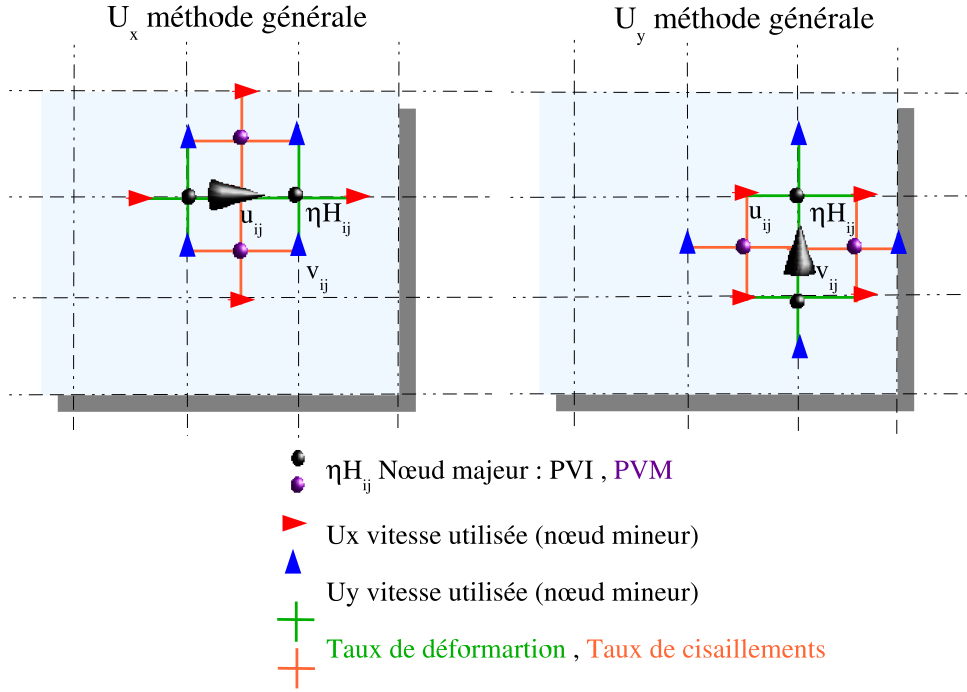 Ux méthode générale
Uy méthode générale
uij ηHij
vij
uij ηHij
vij
ηHij Nœud majeur : PVI , PVM
Ux vitesse utilisée (nœud mineur)
Uy vitesse utilisée (nœud mineur)
Taux de déformartion , Taux de cisaillements